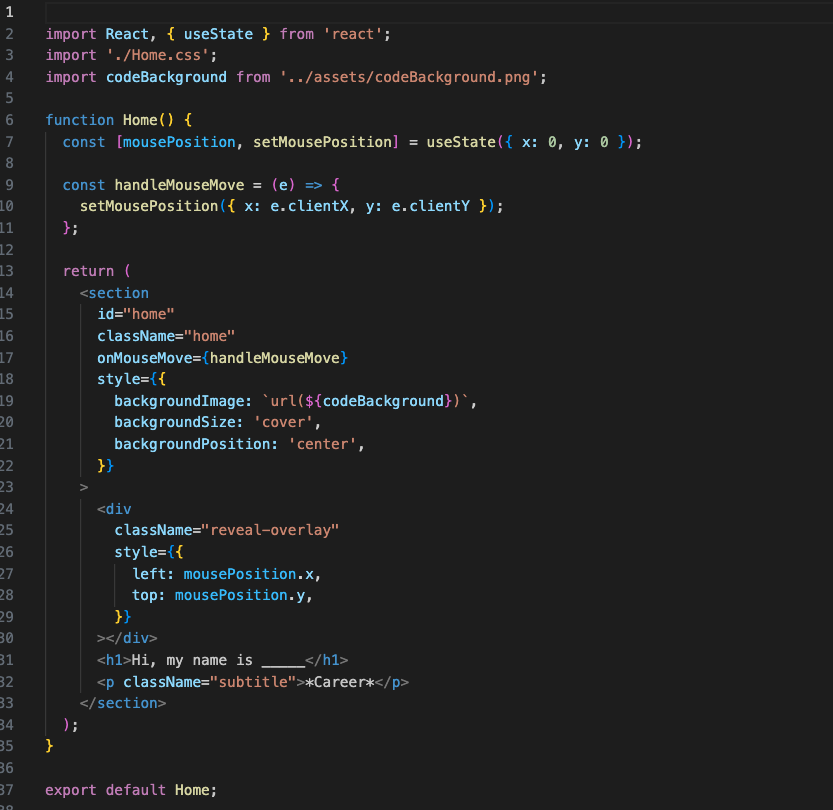 1
2 import React, { useState } from 'react';
3 import './Home.css';
4 import codeBackground from '../assets/codeBackground.png';
5
6 function Home() {
7   const [mousePosition, setMousePosition] = useState({ x: 0, y: 0 });
8
9   const handleMouseMove = (e) => {
10     setMousePosition({ x: e.clientX, y: e.clientY });
11   };
12
13   return (
14     <section
15       id="home"
16       className="home"
17       onMouseMove={handleMouseMove}
18       style={{
19         backgroundImage: `url(${codeBackground})`,
20         backgroundSize: 'cover',
21         backgroundPosition: 'center',
22       }}
23     >
24       <div
25         className="reveal-overlay"
26         style={{
27           left: mousePosition.x,
28           top: mousePosition.y,
29         }}
30       ></div>
31       <h1>Hi, my name is _____</h1>
32       <p className="subtitle">*Career*</p>
33     </section>
34   );
35 }
36
37 export default Home;
38